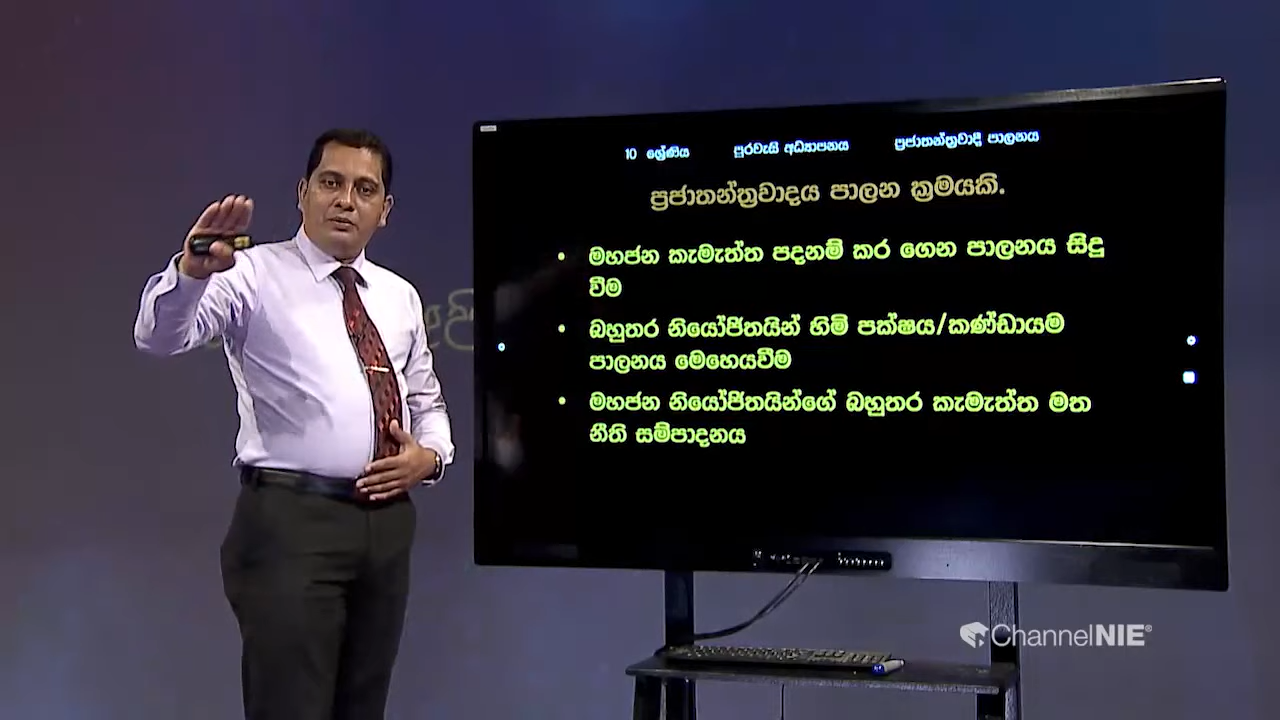 10 ශ්‍රේණිය පුරවැසි අධ්‍යාපනය ප්‍රජාතන්ත්‍රවාදී පාලනය
ප්‍රජාතන්ත්‍රවාදය පාලන ක්‍රමයකි.
• මහජන කැමැත්ත පදනම් කර ගෙන පාලනය සිදු
වීම
• බහුතර නියෝජිතයින් හිමි පක්ෂය/කණ්ඩායම
පාලනය මෙහෙයවීම
• මහජන නියෝජිතයින්ගේ බහුතර කැමැත්ත මත
නීති සම්පාදනය
ChannelNIE®